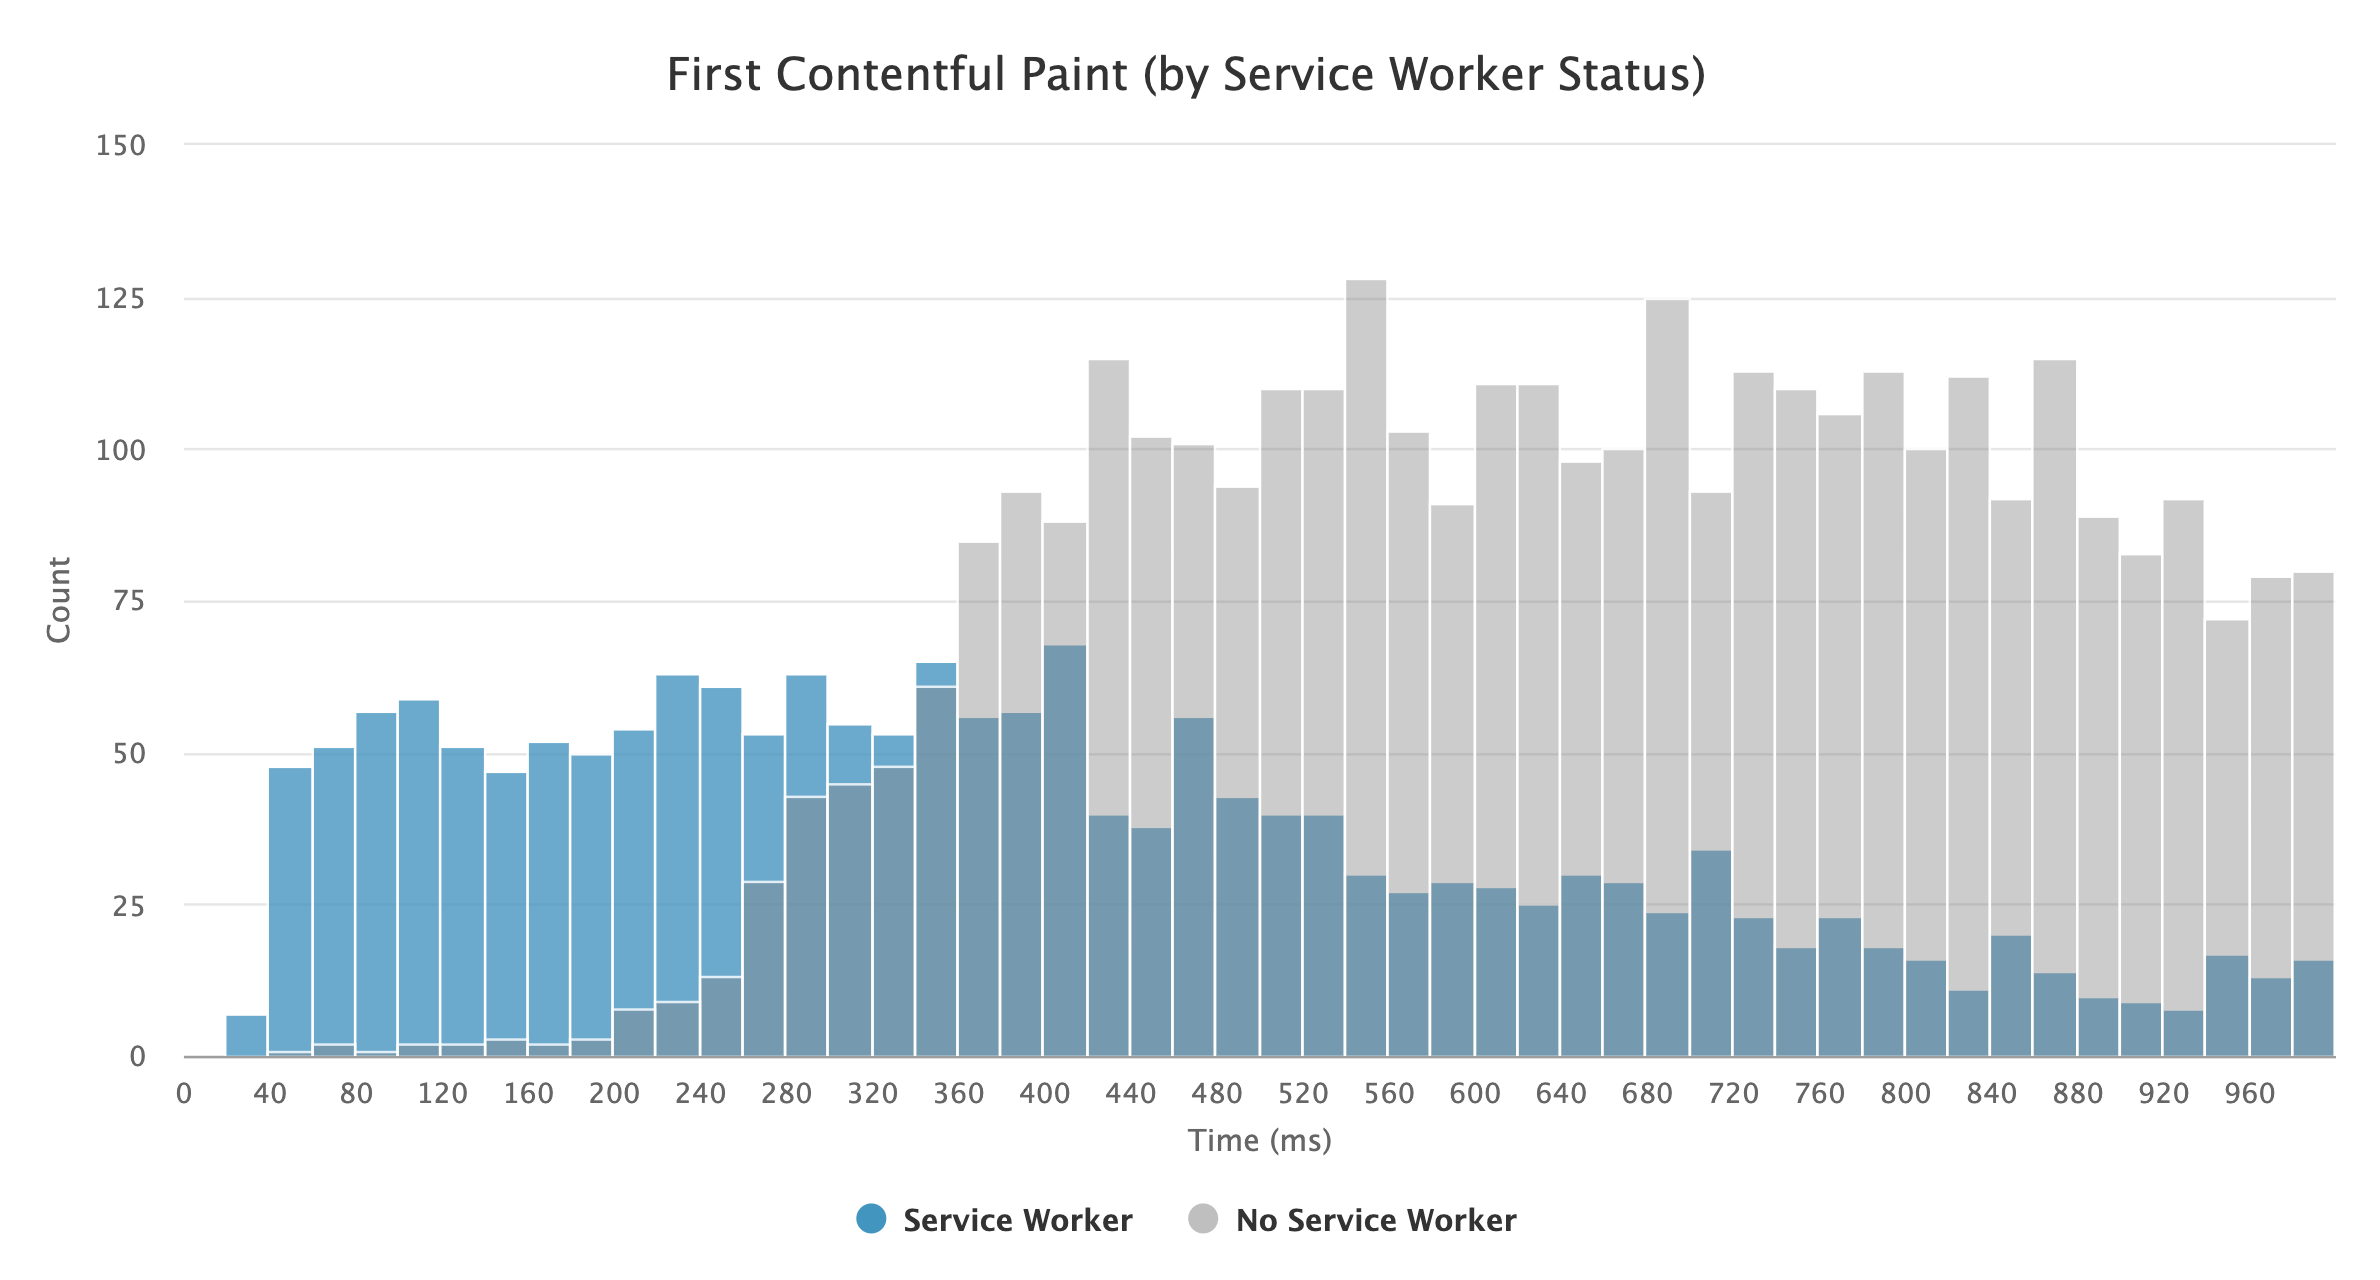 First Contentful Paint (by Service Worker Status)
150
125
100
75
50
25
0
Count
0 40 80 120 160 200 240 280 320 360 400 440 480 520 560 600 640 680 720 760 800 840 880 920 960
Time (ms)
Service Worker No Service Worker